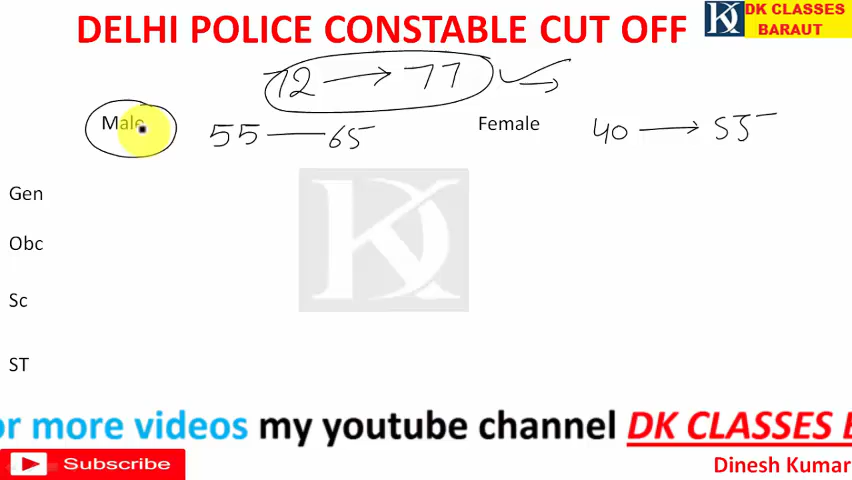 DELHI POLICE CONSTABLE CUT OFF
DK CLASSES
BARAUT
72 → 77
Male 55 — 65 Female 40 → 55
Gen
Obc
Sc
ST
or more videos my youtube channel DK CLASSES B
Subscribe
Dinesh Kumar